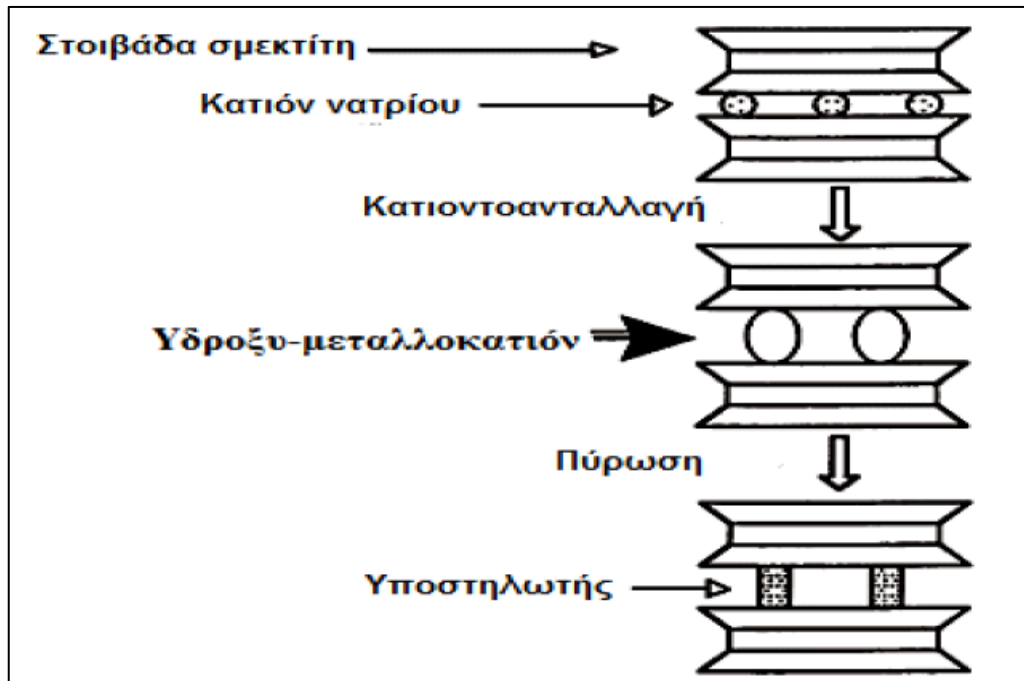 Στοιβάδα σμεκτίτη
Κατιόν νατρίου
Κατιοντοανταλλαγή
Υδροξυ-μεταλλοκατιόν
Πύρωση
Υποστηλωτής